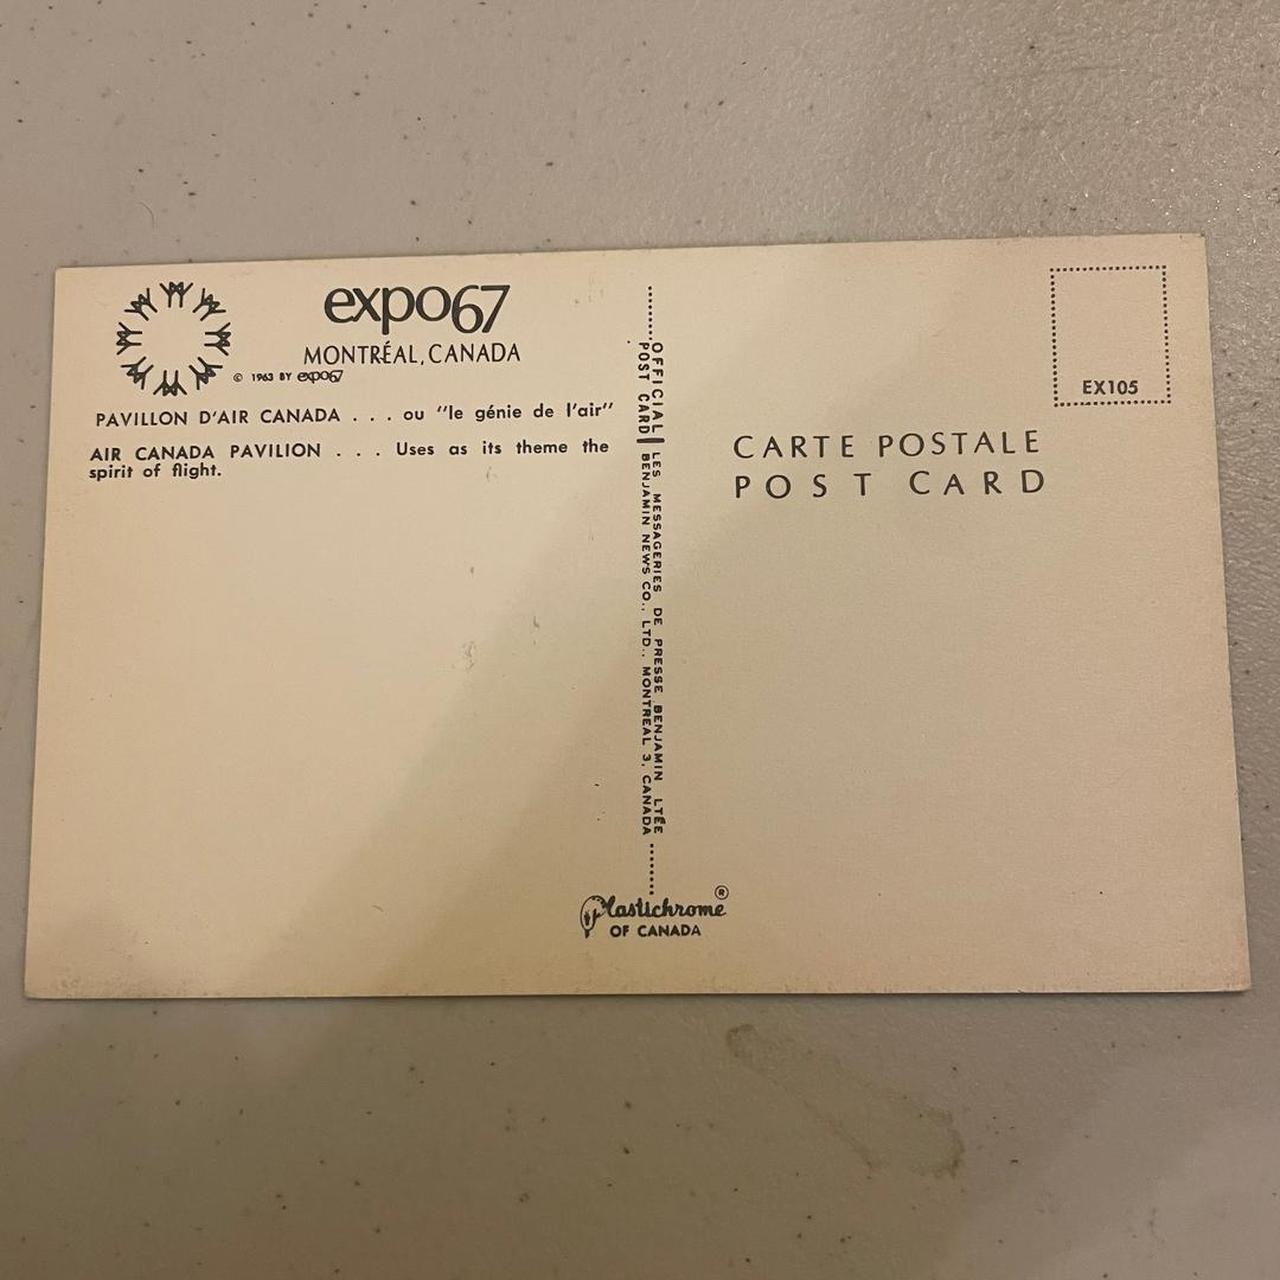 expo67
MONTRÉAL, CANADA
© 1963 BY expo67
PAVILLON D'AIR CANADA . . . ou "le génie de l'air"
AIR CANADA PAVILION . . . Uses as its theme the
spirit of flight.
OFFICIAL
POST CARD
LES MESSAGERIES DE PRESSE BENJAMIN LTÉE
BENJAMIN NEWS CO., LTD., MONTREAL 3, CANADA
Plastichrome ®
OF CANADA
EX105
CARTE POSTALE
POST CARD